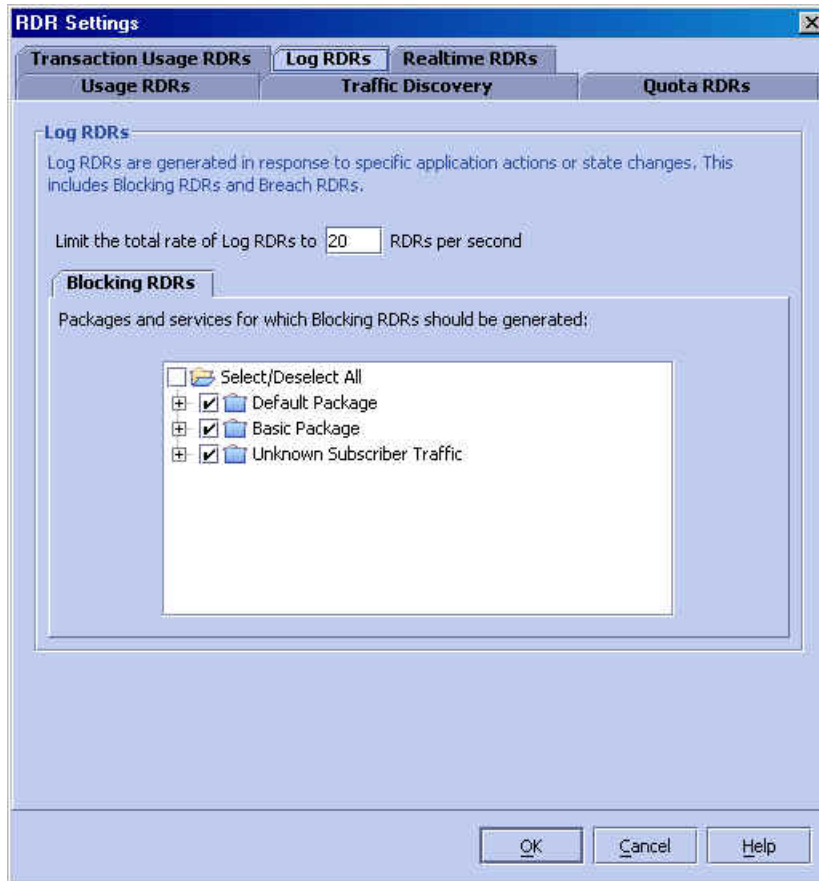 RDR Settings
Transaction Usage RDRs Log RDRs Realtime RDRs
Usage RDRs Traffic Discovery Quota RDRs
Log RDRs
Log RDRs are generated in response to specific application actions or state changes. This
includes Blocking RDRs and Breach RDRs.
Limit the total rate of Log RDRs to 20 RDRs per second
Blocking RDRs
Packages and services for which Blocking RDRs should be generated:
Select/Deselect All
Default Package
Basic Package
Unknown Subscriber Traffic
OK Cancel Help